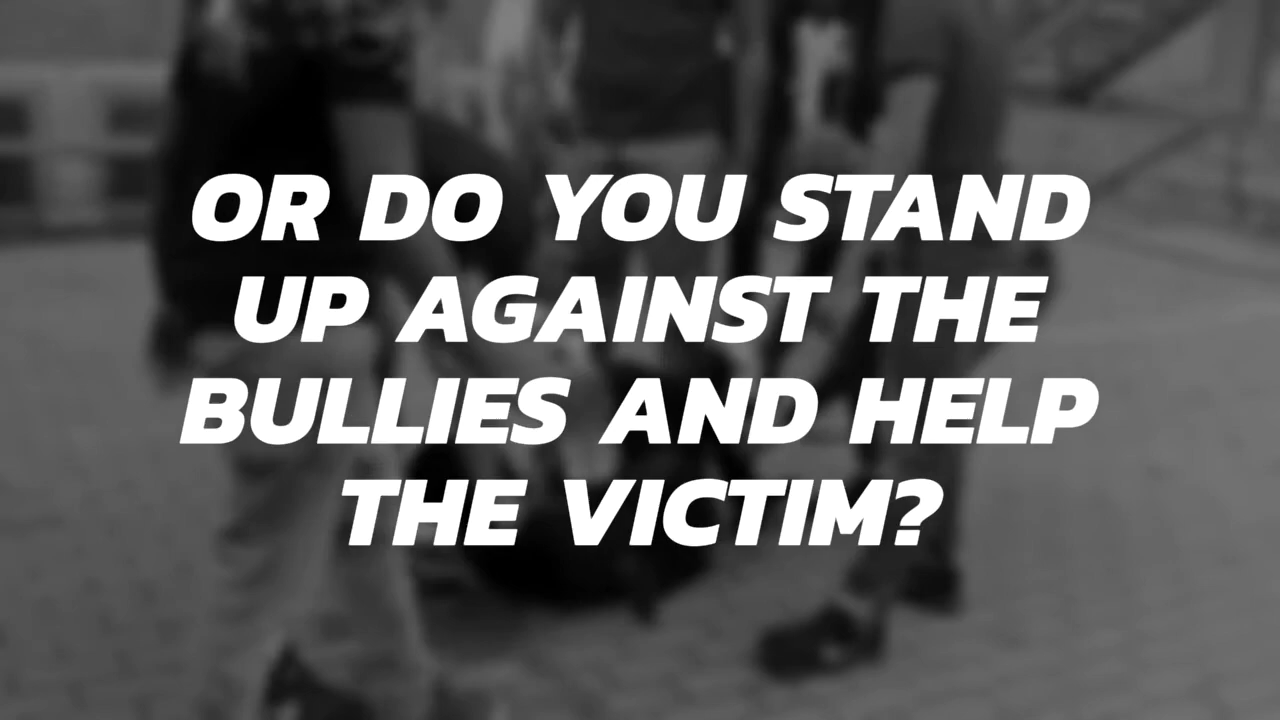 OR DO YOU STAND
UP AGAINST THE
BULLIES AND HELP
THE VICTIM?